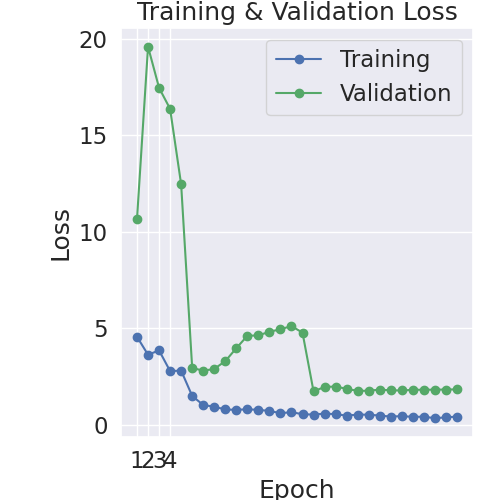 Training & Validation Loss
Training
Validation
Loss
20
15
10
5
0
1234
Epoch